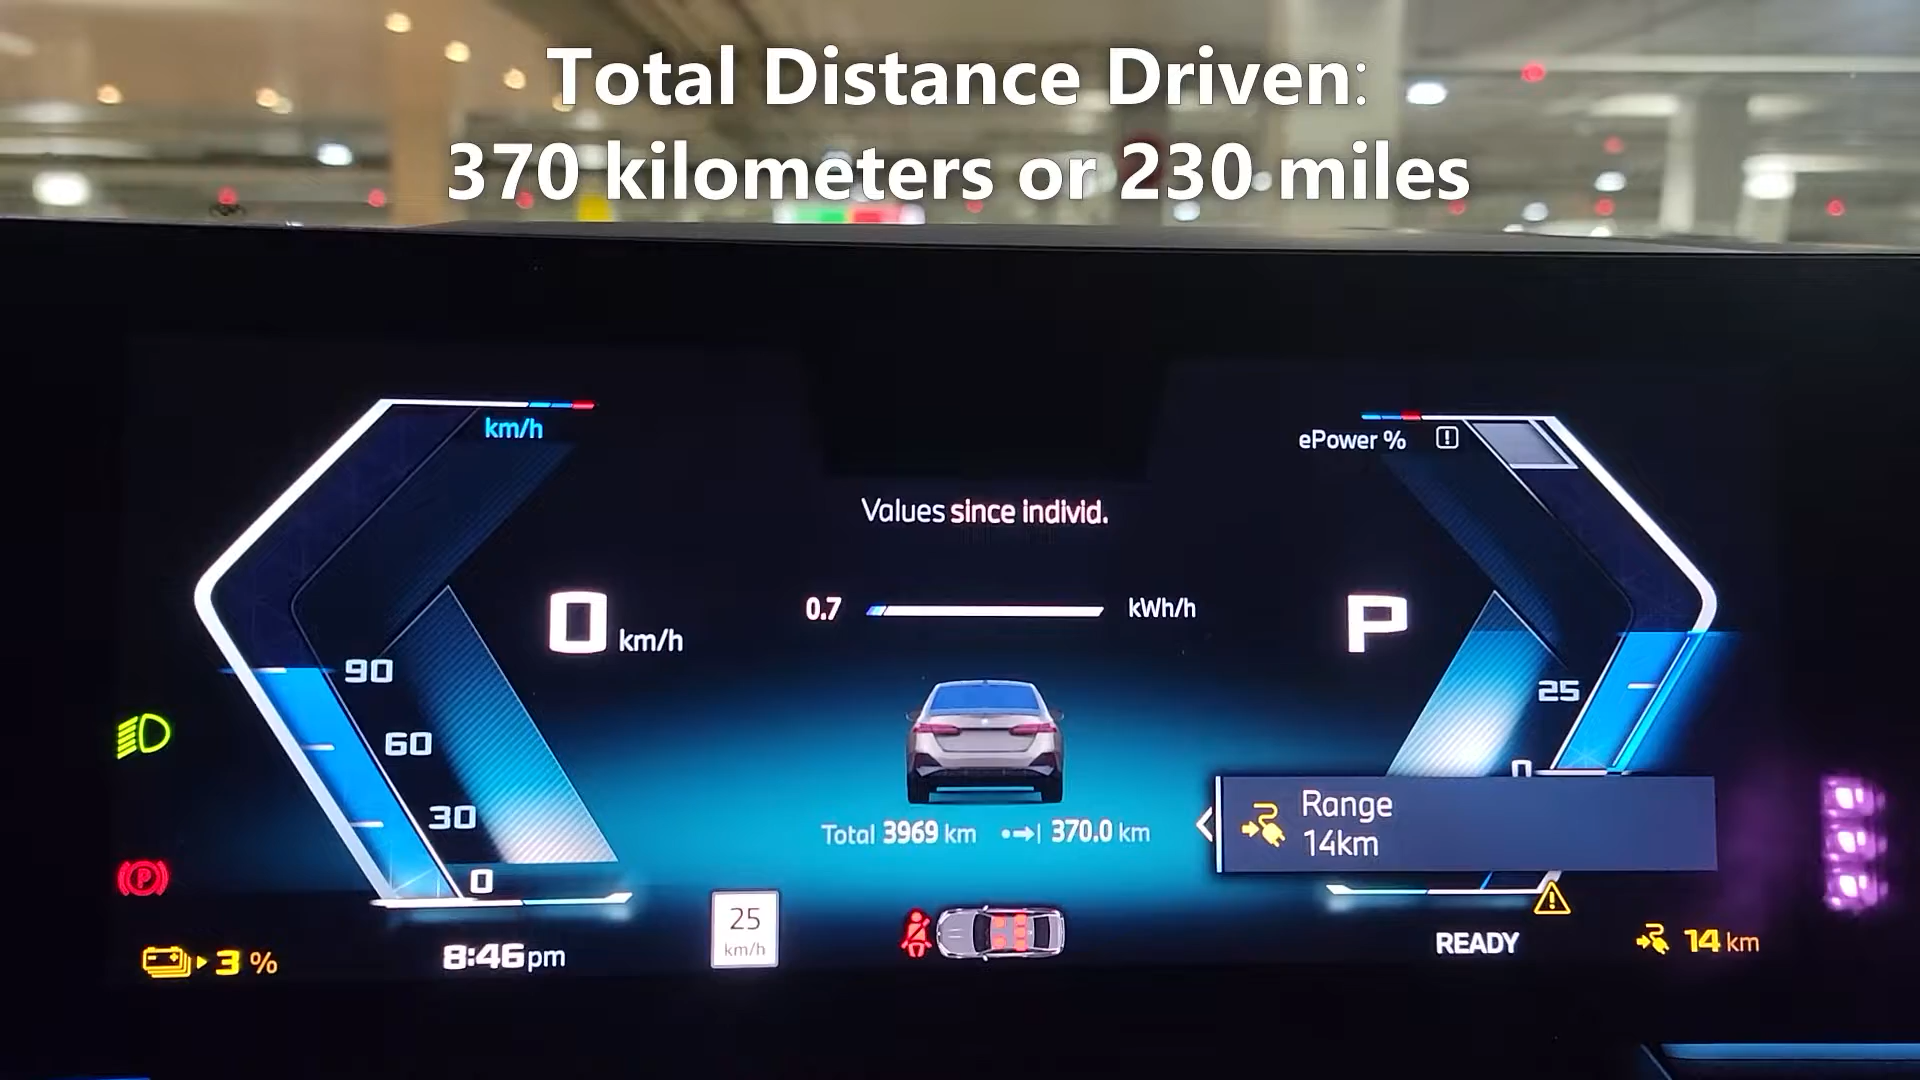 Total Distance Driven:
370 kilometers or 230 miles
km/h
ePower %
Values since individ.
0 km/h
0.7 kWh/h
P
90
60
30
0
25
0
Range
14km
Total 3969 km 370.0 km
25
km/h
3 %
8:46pm
READY
14 km